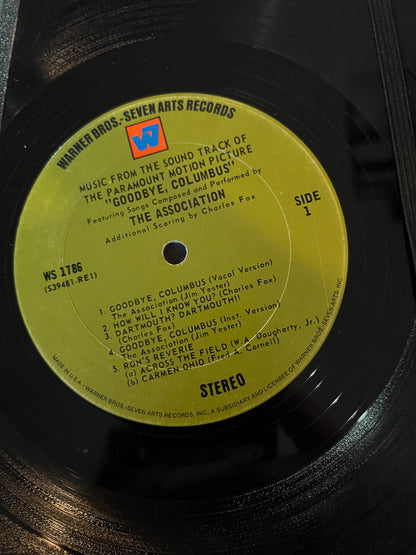 WARNER BROS.-SEVEN ARTS RECORDS
W7
MUSIC FROM THE SOUND TRACK OF
THE PARAMOUNT MOTION PICTURE
"GOODBYE, COLUMBUS"
Featuring Songs Composed and Performed by
THE ASSOCIATION
Additional Scoring by Charles Fox
SIDE
1
WS 1786
(S39481-RE1)
1. GOODBYE, COLUMBUS (Vocal Version)
The Association (Jim Yester)
2. HOW WILL I KNOW YOU? (Charles Fox)
3. DARTMOUTH? DARTMOUTH!!
(Charles Fox)
4. GOODBYE, COLUMBUS (Inst. Version)
The Association (Jim Yester)
5. RON'S REVERIE
(a) ACROSS THE FIELD (W. A. Daugherty, Jr.)
(b) CARMEN OHIO (Fred A. Cornell)
STEREO
MADE IN U.S.A. • WARNER BROS.-SEVEN ARTS RECORDS, INC., A SUBSIDIARY AND LICENSEE OF WARNER BROS.-SEVEN ARTS, INC.